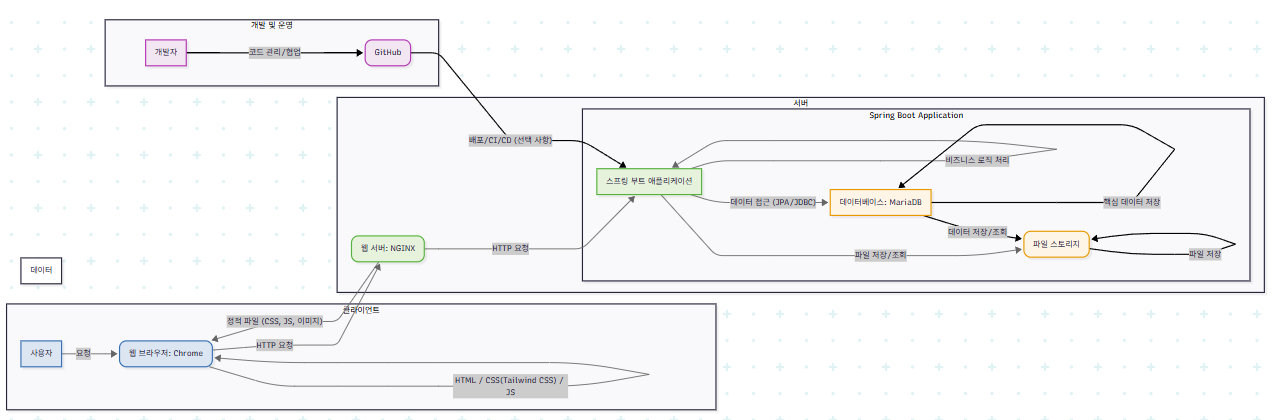 개발 및 운영
개발자
코드 관리/협업
GitHub
서버
Spring Boot Application
배포/CI/CD (선택 사항)
비즈니스 로직 처리
스프링 부트 애플리케이션
데이터 접근 (JPA/JDBC)
데이터베이스: MariaDB
핵심 데이터 저장
데이터 저장/조회
웹 서버: NGINX
HTTP 요청
파일 저장/조회
파일 스토리지
파일 저장
데이터
클라이언트
정적 파일 (CSS, JS, 이미지)
HTTP 요청
사용자
요청
웹 브라우저: Chrome
HTML / CSS(Tailwind CSS) /
JS